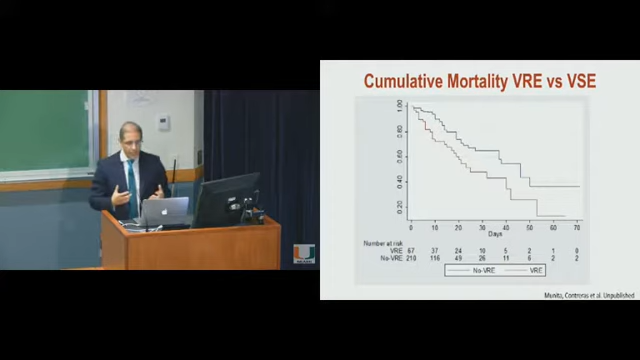 Cumulative Mortality VRE vs VSE
1.00
0.80
0.60
0.40
0.20
0 10 20 30 40 50 60 70
Days
Number at risk
VRE 67 37 24 10 5 2 1 0
No-VRE 210 116 49 26 11 6 2 2
No-VRE VRE
Munita, Contreras et al. Unpublished
U